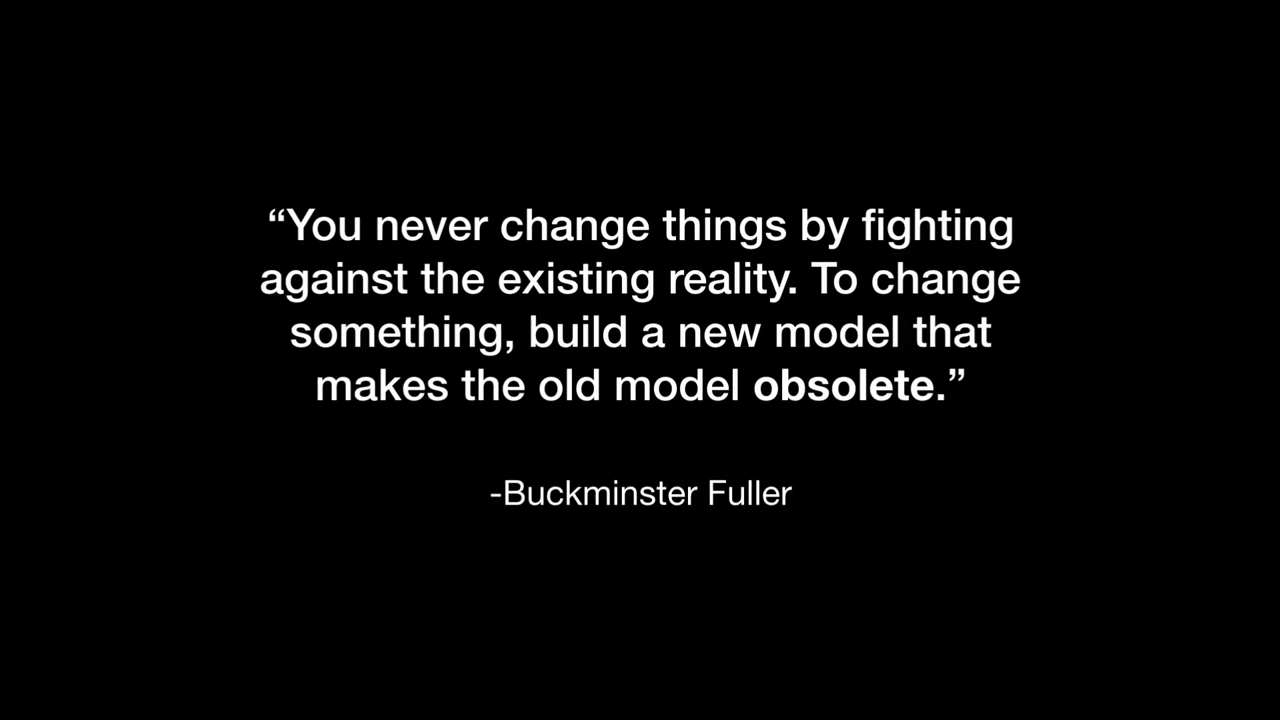 “You never change things by fighting
against the existing reality. To change
something, build a new model that
makes the old model obsolete.”
-Buckminster Fuller